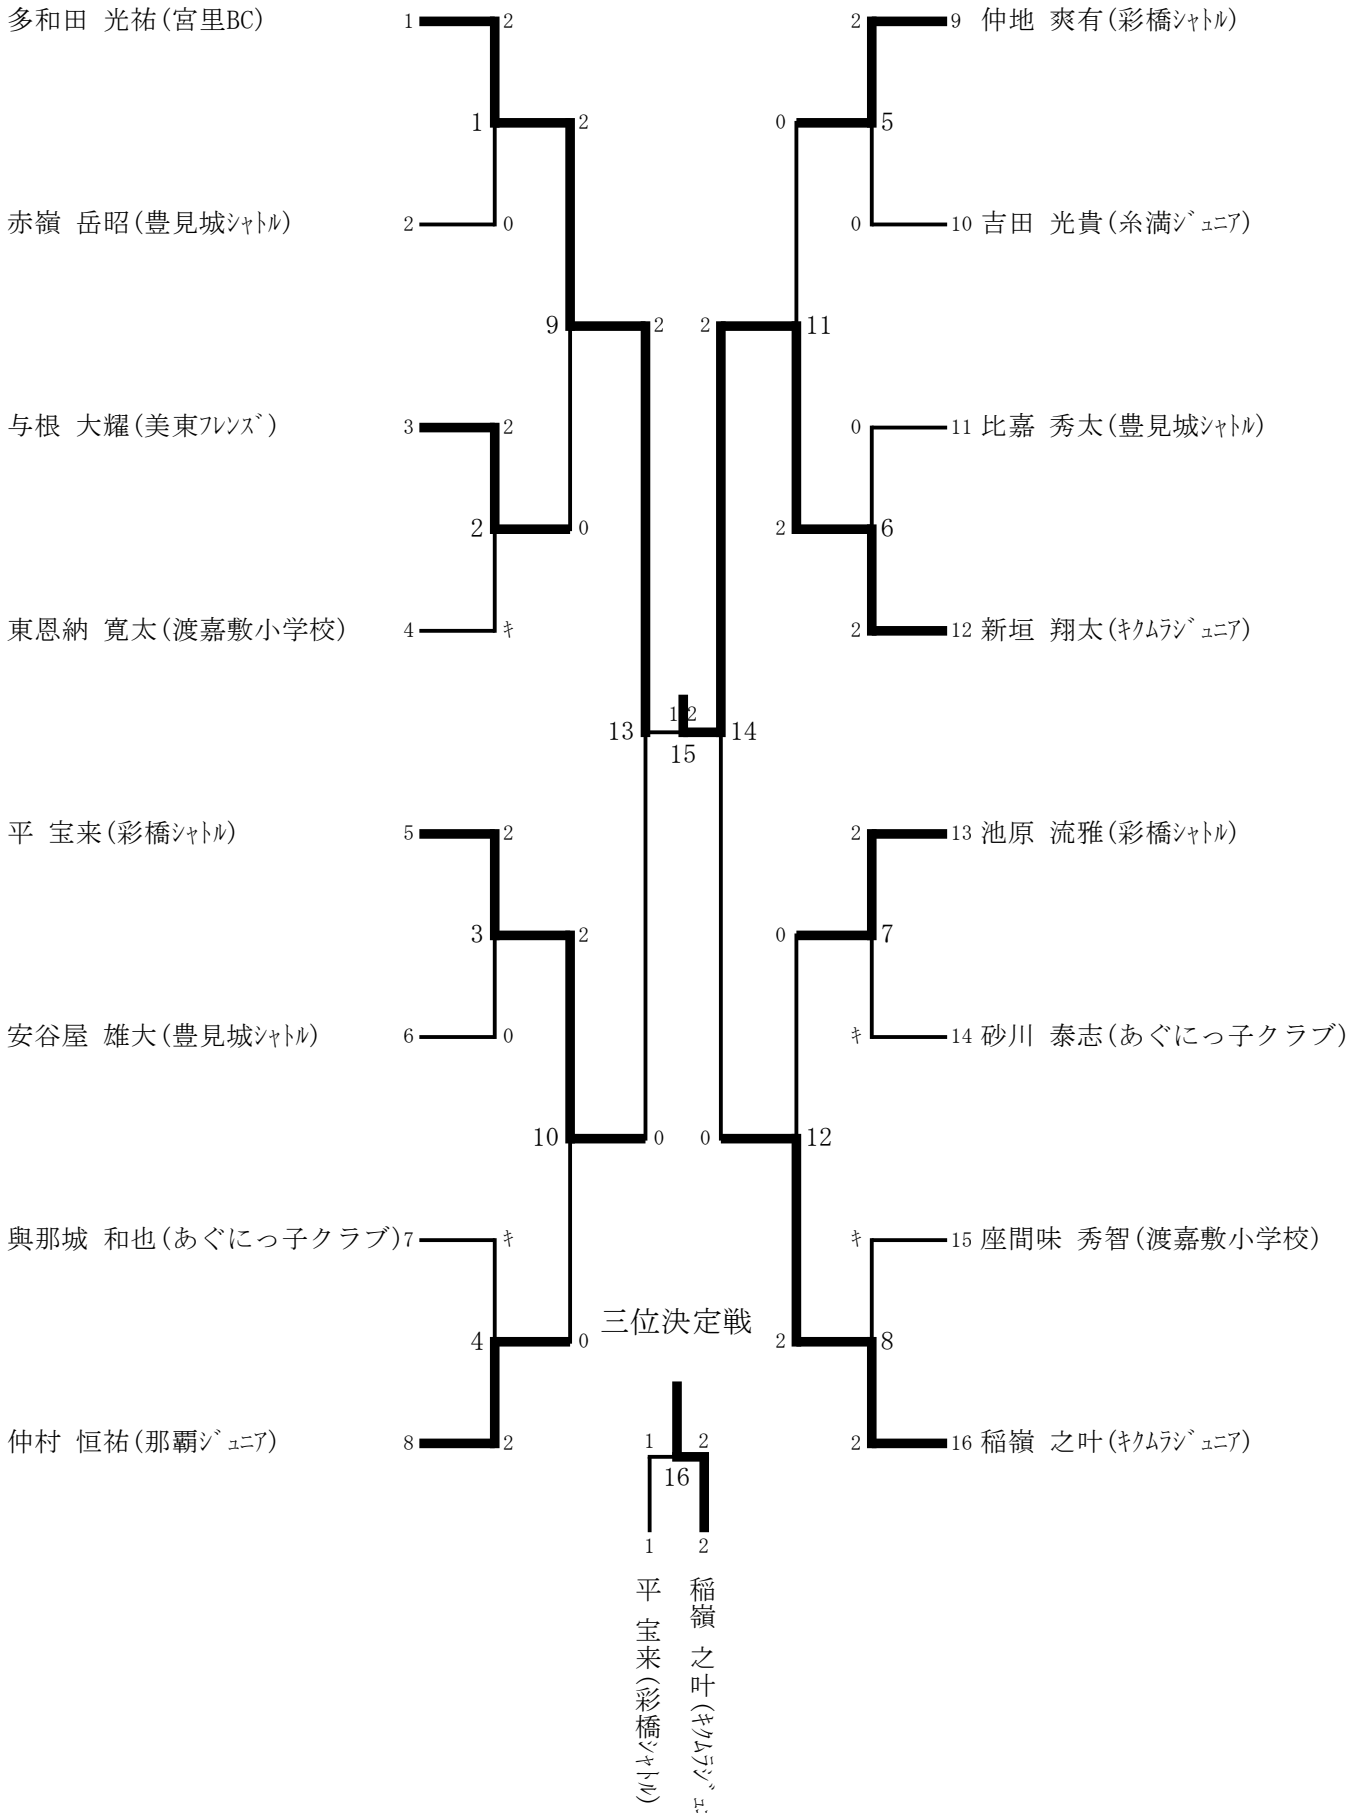 多和田 光祐(宮里BC) 1 2 2 9 仲地 爽有(彩橋ｼｬﾄﾙ)
1 2 0 5
赤嶺 岳昭(豊見城ｼｬﾄﾙ) 2 0 0 10 吉田 光貴(糸満ｼﾞｭﾆｱ)
9 2 2 11
与根 大耀(美東ﾌﾚﾝｽﾞ) 3 2 0 11 比嘉 秀太(豊見城ｼｬﾄﾙ)
2 0 2 6
東恩納 寛太(渡嘉敷小学校) 4 ｷ 2 12 新垣 翔太(ｷｸﾑﾗｼﾞｭﾆｱ)
1 2
13 14
15
平 宝来(彩橋ｼｬﾄﾙ) 5 2 2 13 池原 流雅(彩橋ｼｬﾄﾙ)
3 2 0 7
安谷屋 雄大(豊見城ｼｬﾄﾙ) 6 0 ｷ 14 砂川 泰志(あぐにっ子クラブ)
10 0 0 12
與那城 和也(あぐにっ子クラブ) 7 ｷ ｷ 15 座間味 秀智(渡嘉敷小学校)
三位決定戦
4 0 2 8
仲村 恒祐(那覇ｼﾞｭﾆｱ) 8 2 2 16 稲嶺 之叶(ｷｸﾑﾗｼﾞｭﾆｱ)
1 2
16
1 2
平 宝来(彩橋ｼｬﾄﾙ)
稲嶺 之叶(ｷｸﾑﾗｼﾞｭ